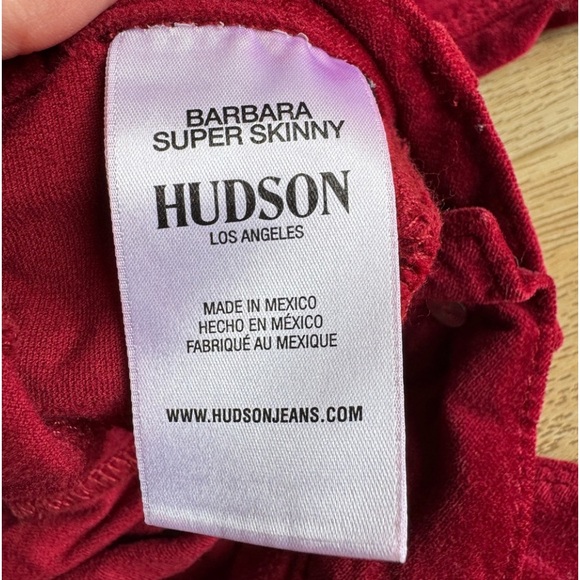 BARBARA
SUPER SKINNY
HUDSON
LOS ANGELES
MADE IN MEXICO
HECHO EN MÉXICO
FABRIQUÉ AU MEXIQUE
WWW.HUDSONJEANS.COM